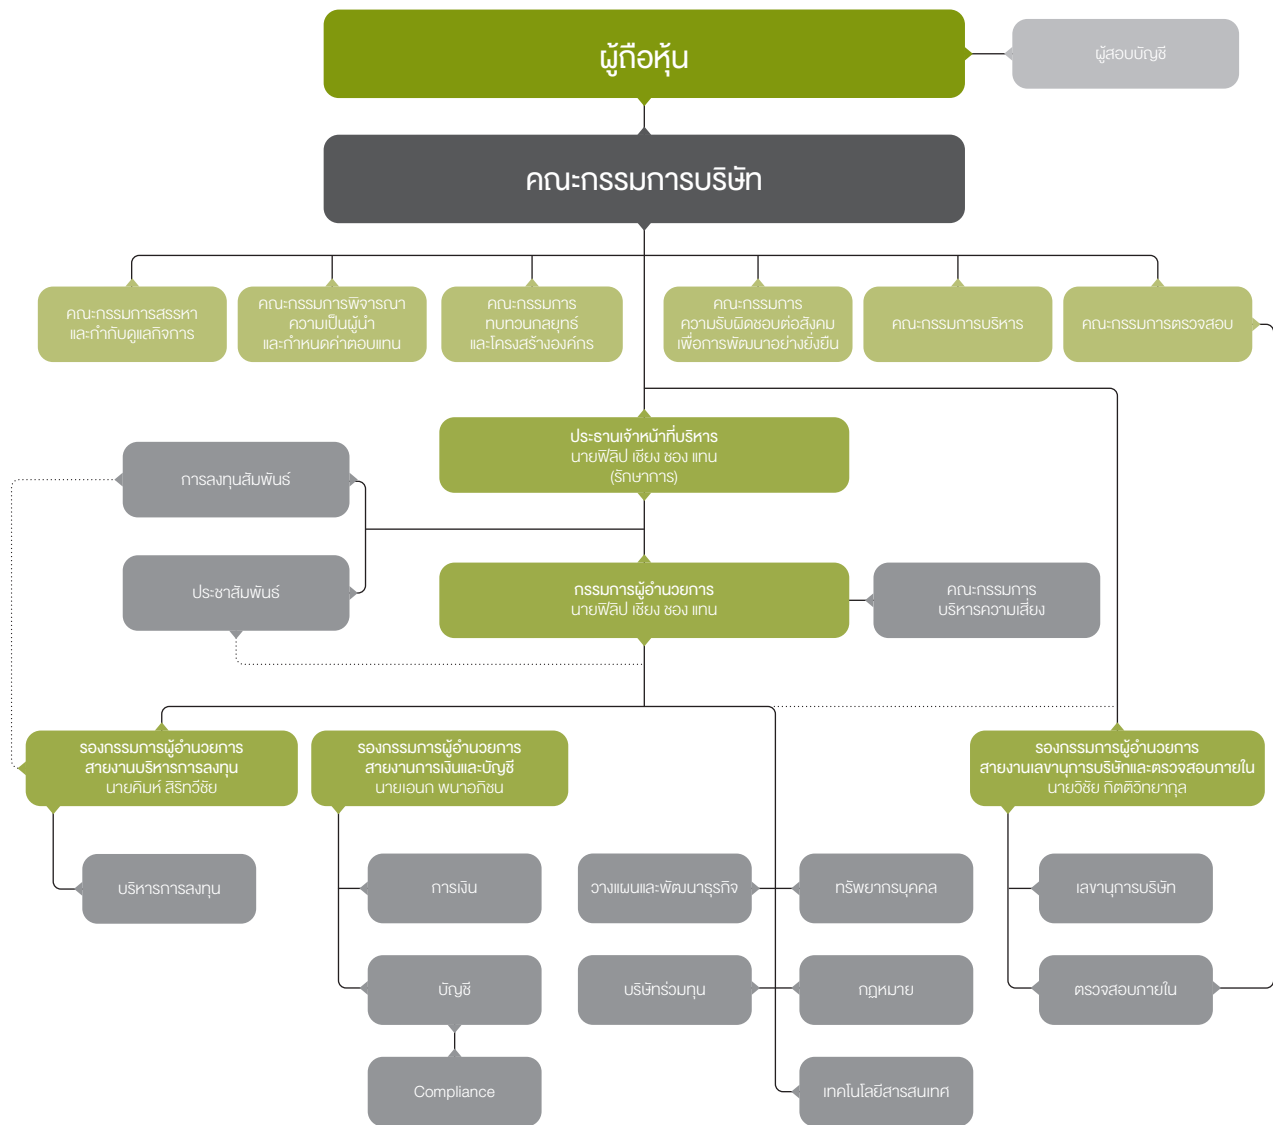 ผู้ถือหุ้น
ผู้สอบบัญชี
คณะกรรมการบริษัท
คณะกรรมการสรรหา
และกำกับดูแลกิจการ
คณะกรรมการพิจารณา
ความเป็นผู้นำ
และกำหนดค่าตอบแทน
คณะกรรมการ
ทบทวนกลยุทธ์
และโครงสร้างองค์กร
คณะกรรมการ
ความรับผิดชอบต่อสังคม
เพื่อการพัฒนาอย่างยั่งยืน
คณะกรรมการบริหาร
คณะกรรมการตรวจสอบ
ประธานเจ้าหน้าที่บริหาร
นายฟิลิป เชียง ชอง แทน
(รักษาการ)
การลงทุนสัมพันธ์
ประชาสัมพันธ์
กรรมการผู้อำนวยการ
นายฟิลิป เชียง ชอง แทน
คณะกรรมการ
บริหารความเสี่ยง
รองกรรมการผู้อำนวยการ
สายงานบริหารการลงทุน
นายคิมห์ สิริทวีชัย
รองกรรมการผู้อำนวยการ
สายงานการเงินและบัญชี
นายเอนก พนาอภิชน
รองกรรมการผู้อำนวยการ
สายงานเลขานุการบริษัทและตรวจสอบภายใน
นายวิชัย กิตติวิทยากุล
บริหารการลงทุน
การเงิน
วางแผนและพัฒนาธุรกิจ
ทรัพยากรบุคคล
เลขานุการบริษัท
บัญชี
บริษัทร่วมทุน
กฎหมาย
ตรวจสอบภายใน
Compliance
เทคโนโลยีสารสนเทศ